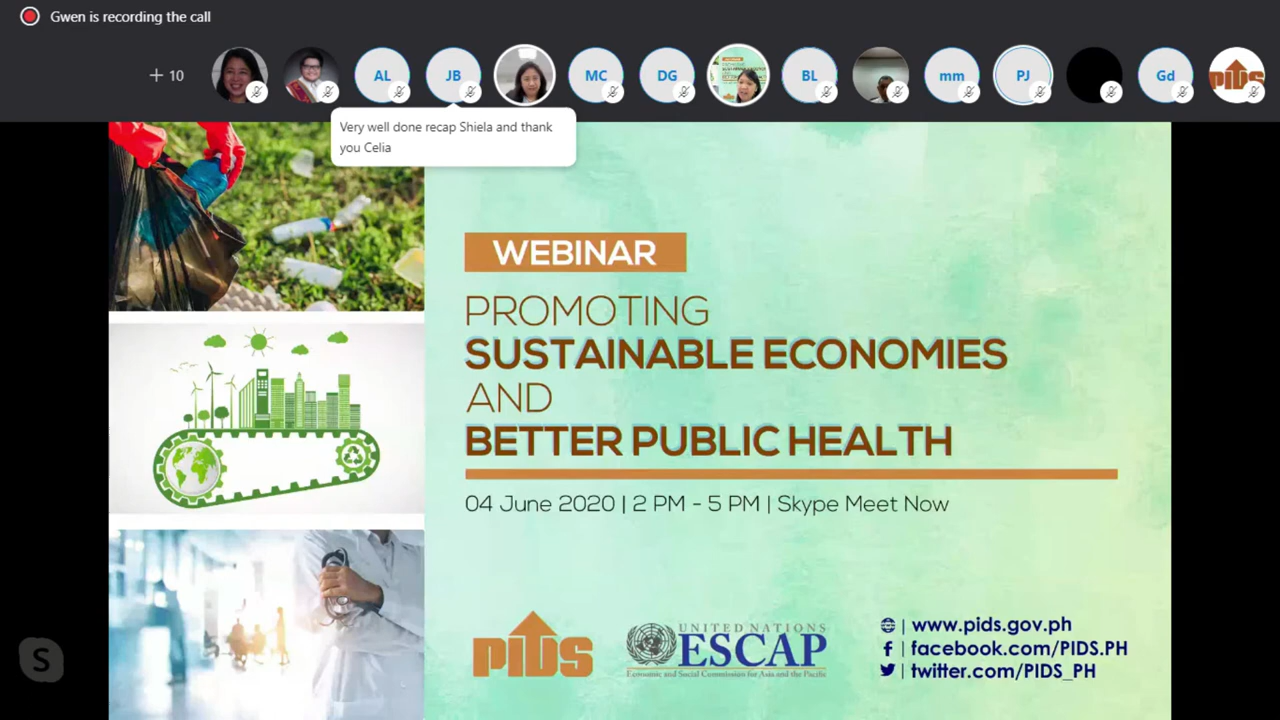 Gwen is recording the call
+ 10
AL
JB
MC
DG
BL
mm
PJ
Gd
PIDS
Very well done recap Shiela and thank
you Celia
WEBINAR
PROMOTING
SUSTAINABLE ECONOMIES
AND
BETTER PUBLIC HEALTH
04 June 2020 | 2 PM - 5 PM | Skype Meet Now
PIDS
UNITED NATIONS
ESCAP
Economic and Social Commission for Asia and the Pacific
| www.pids.gov.ph
f | facebook.com/PIDS.PH
| twitter.com/PIDS_PH
S